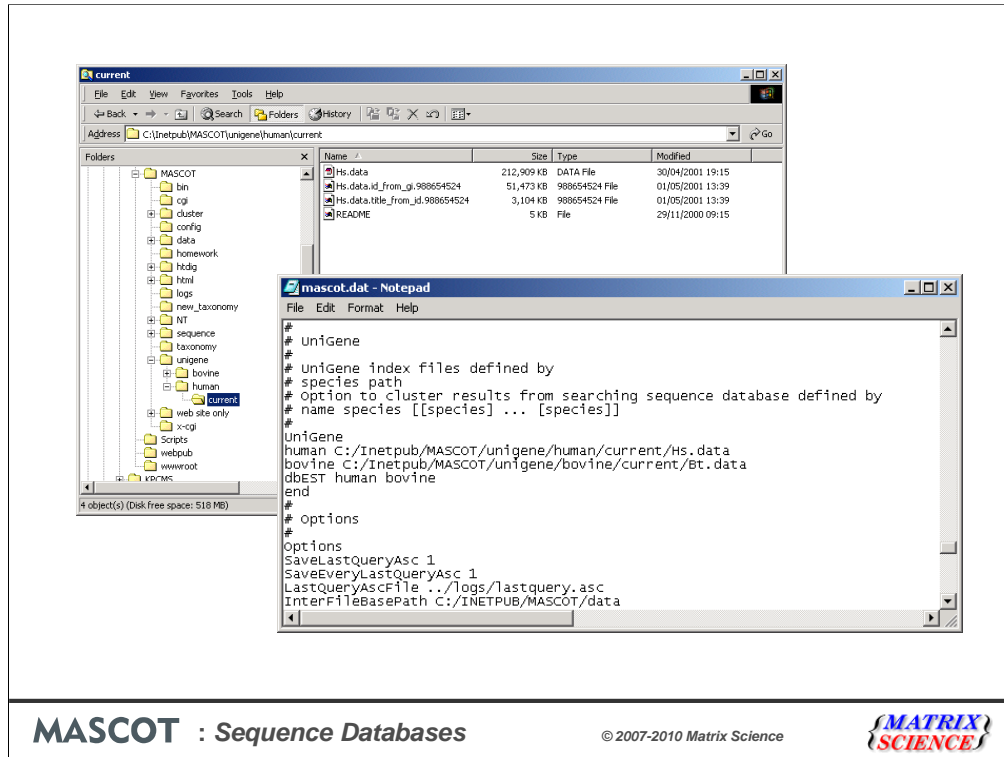 current
File Edit View Favorites Tools Help
Back Search Folders History
Address C:\Inetpub\MASCOT\unigene\human\current Go
Folders
MASCOT
bin
cgi
cluster
config
data
homework
htdig
html
logs
new_taxonomy
NT
sequence
taxonomy
unigene
bovine
human
current
web site only
x-cgi
Scripts
webpub
wwwroot
KPCMS
Name Size Type Modified
Hs.data 212,909 KB DATA File 30/04/2001 19:15
Hs.data.id_from_gi.988654524 51,473 KB 988654524 File 01/05/2001 13:39
Hs.data.title_from_id.988654524 3,104 KB 988654524 File 01/05/2001 13:39
README 5 KB File 29/11/2000 09:15
4 object(s) (Disk free space: 518 MB)
mascot.dat - Notepad
File Edit Format Help
#
# UniGene
#
# UniGene index files defined by
# species path
# Option to cluster results from searching sequence database defined by
# name species [[species] ... [species]]
#
UniGene
human C:/Inetpub/MASCOT/unigene/human/current/Hs.data
bovine C:/Inetpub/MASCOT/unigene/bovine/current/Bt.data
dbEST human bovine
end
#
# Options
#
Options
SaveLastQueryAsc 1
SaveEveryLastQueryAsc 1
LastQueryAscFile ../logs/lastquery.asc
InterFileBasePath C:/INETPUB/MASCOT/data
MASCOT : Sequence Databases
© 2007-2010 Matrix Science
MATRIX
SCIENCE